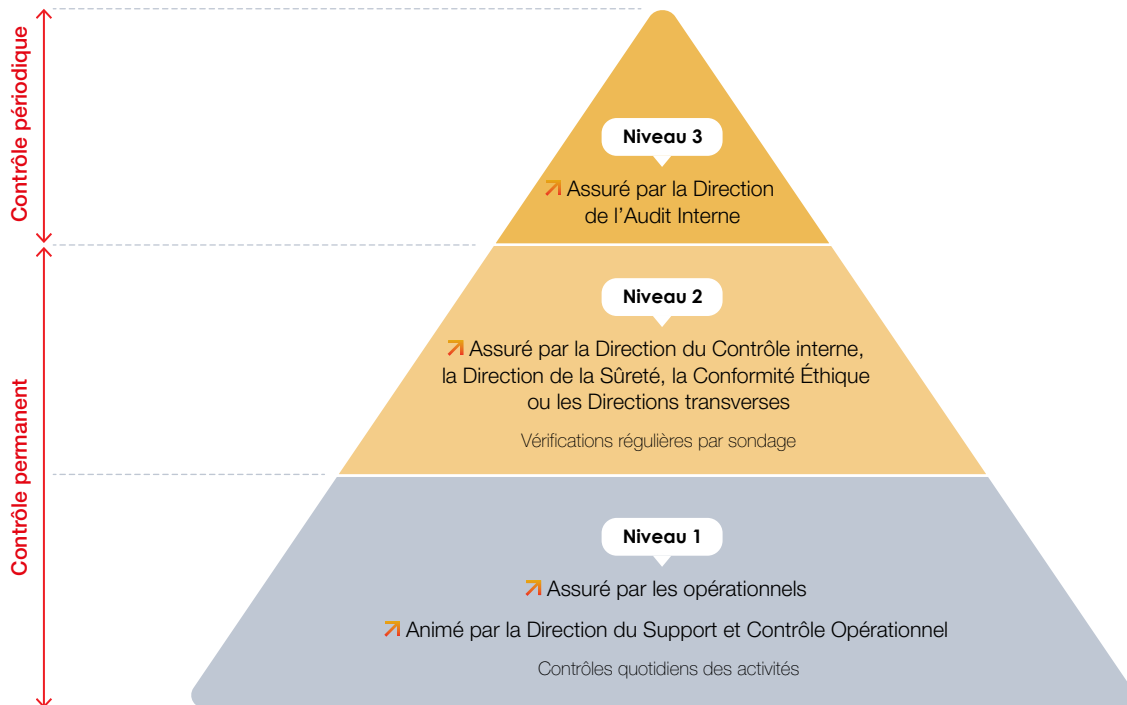 Contrôle périodique
Niveau 3
Assuré par la Direction
de l'Audit Interne
Contrôle permanent
Niveau 2
Assuré par la Direction du Contrôle interne,
la Direction de la Sûreté, la Conformité Éthique
ou les Directions transverses
Vérifications régulières par sondage
Niveau 1
Assuré par les opérationnels
Animé par la Direction du Support et Contrôle Opérationnel
Contrôles quotidiens des activités